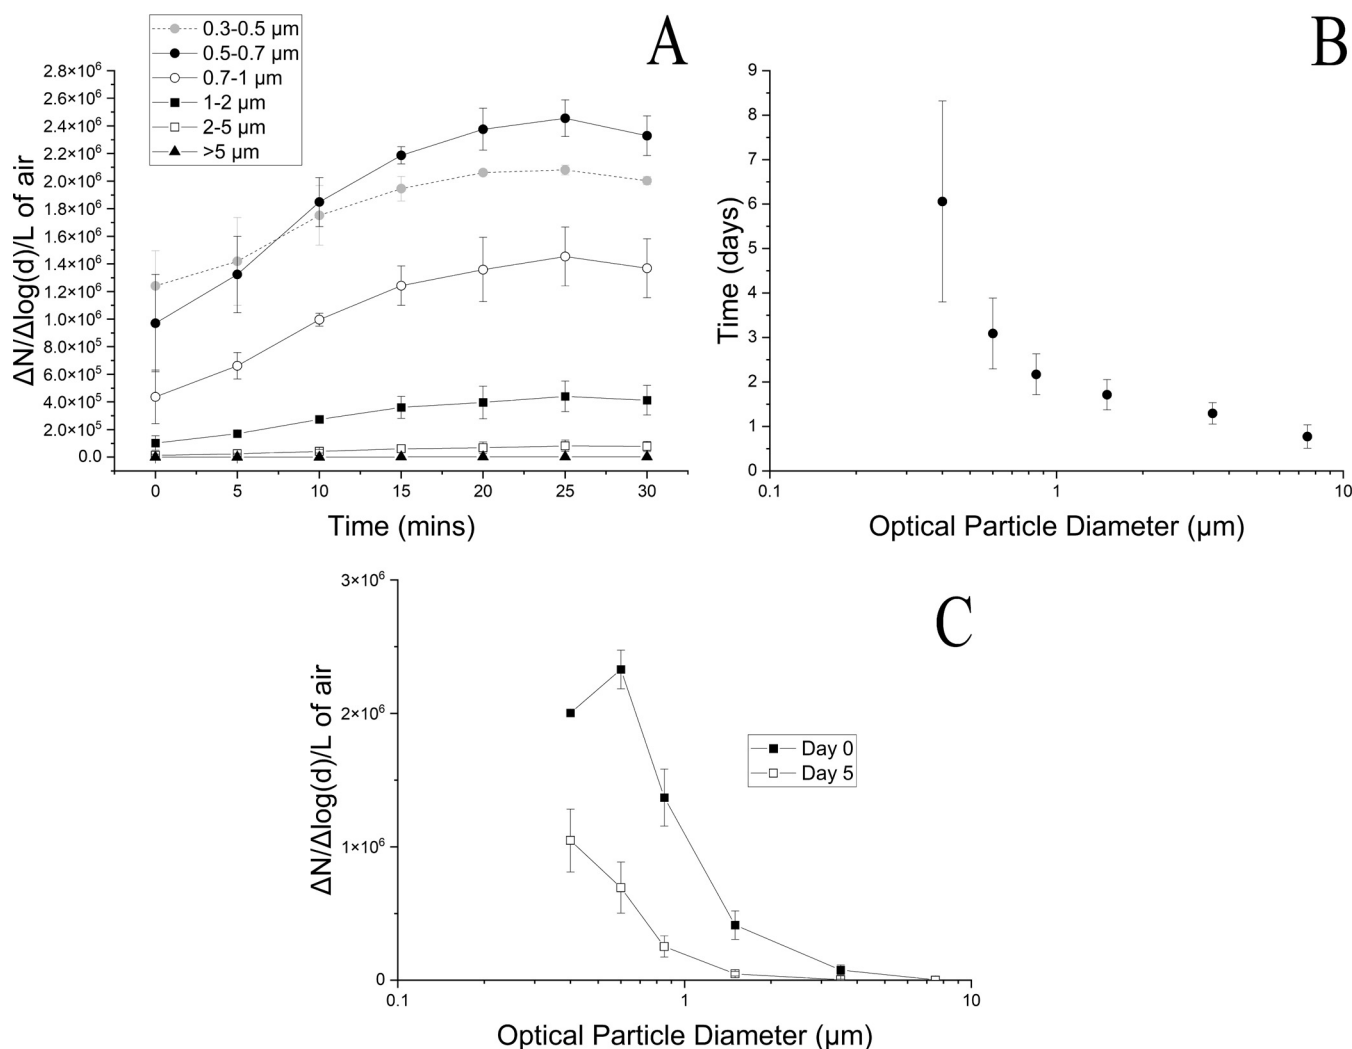 A
0.3-0.5 μm
0.5-0.7 μm
0.7-1 μm
1-2 μm
2-5 μm
>5 μm
2.8×10⁶
2.6×10⁶
2.4×10⁶
2.2×10⁶
2.0×10⁶
1.8×10⁶
1.6×10⁶
1.4×10⁶
1.2×10⁶
1.0×10⁶
8.0×10⁵
6.0×10⁵
4.0×10⁵
2.0×10⁵
0.0
ΔN/Δlog(d)/L of air
0 5 10 15 20 25 30
Time (mins)
B
9
8
7
6
5
4
3
2
1
0
Time (days)
0.1 1 10
Optical Particle Diameter (μm)
C
3×10⁶
2×10⁶
1×10⁶
0
ΔN/Δlog(d)/L of air
Day 0
Day 5
0.1 1 10
Optical Particle Diameter (μm)